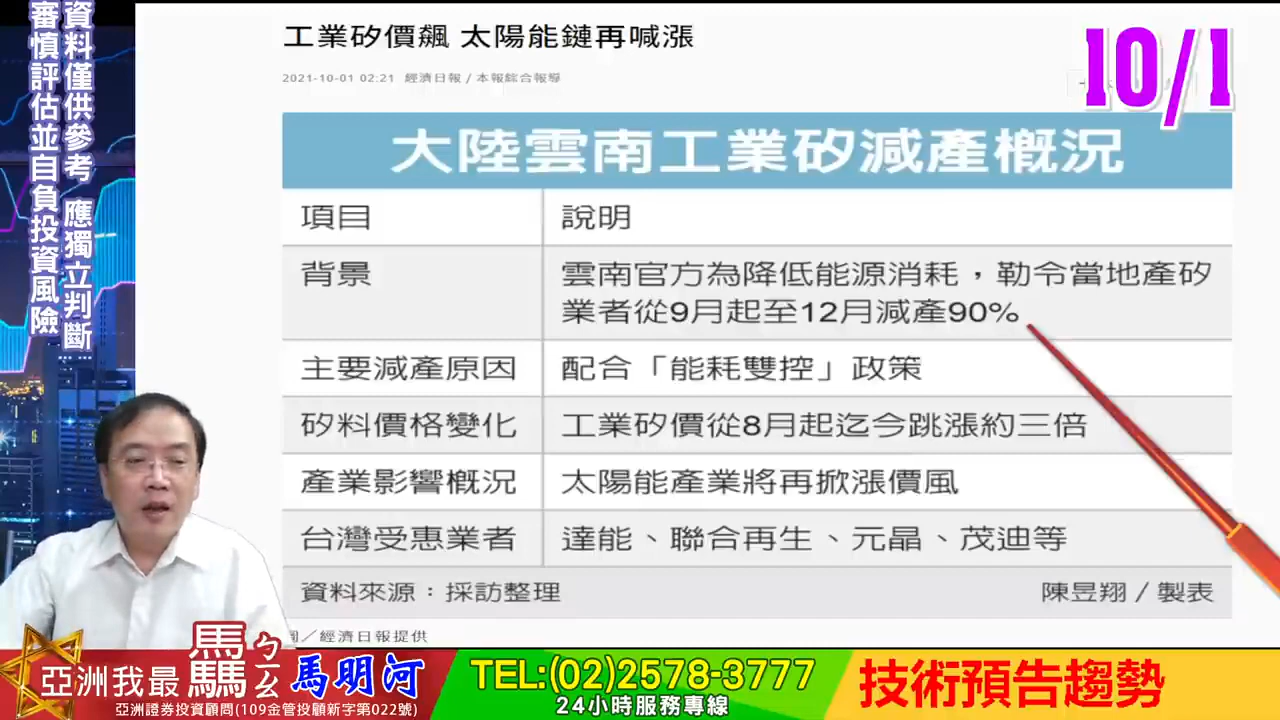 資料僅供參考 應獨立判斷
審慎評估並自負投資風險
工業矽價飆 太陽能鏈再喊漲
2021-10-01 02:21 經濟日報／本報綜合報導
10/1
大陸雲南工業矽減產概況
項目 說明
背景 雲南官方為降低能源消耗，勒令當地產矽
業者從9月起至12月減產90%
主要減產原因 配合「能耗雙控」政策
矽料價格變化 工業矽價從8月起迄今跳漲約三倍
產業影響概況 太陽能產業將再掀漲價風
台灣受惠業者 達能、聯合再生、元晶、茂迪等
資料來源：採訪整理 陳昱翔／製表
圖／經濟日報提供
亞洲我最驫ㄅㄧㄠ馬明河
亞洲證券投資顧問(109金管投顧新字第022號)
TEL:(02)2578-3777
24小時服務專線
技術預告趨勢